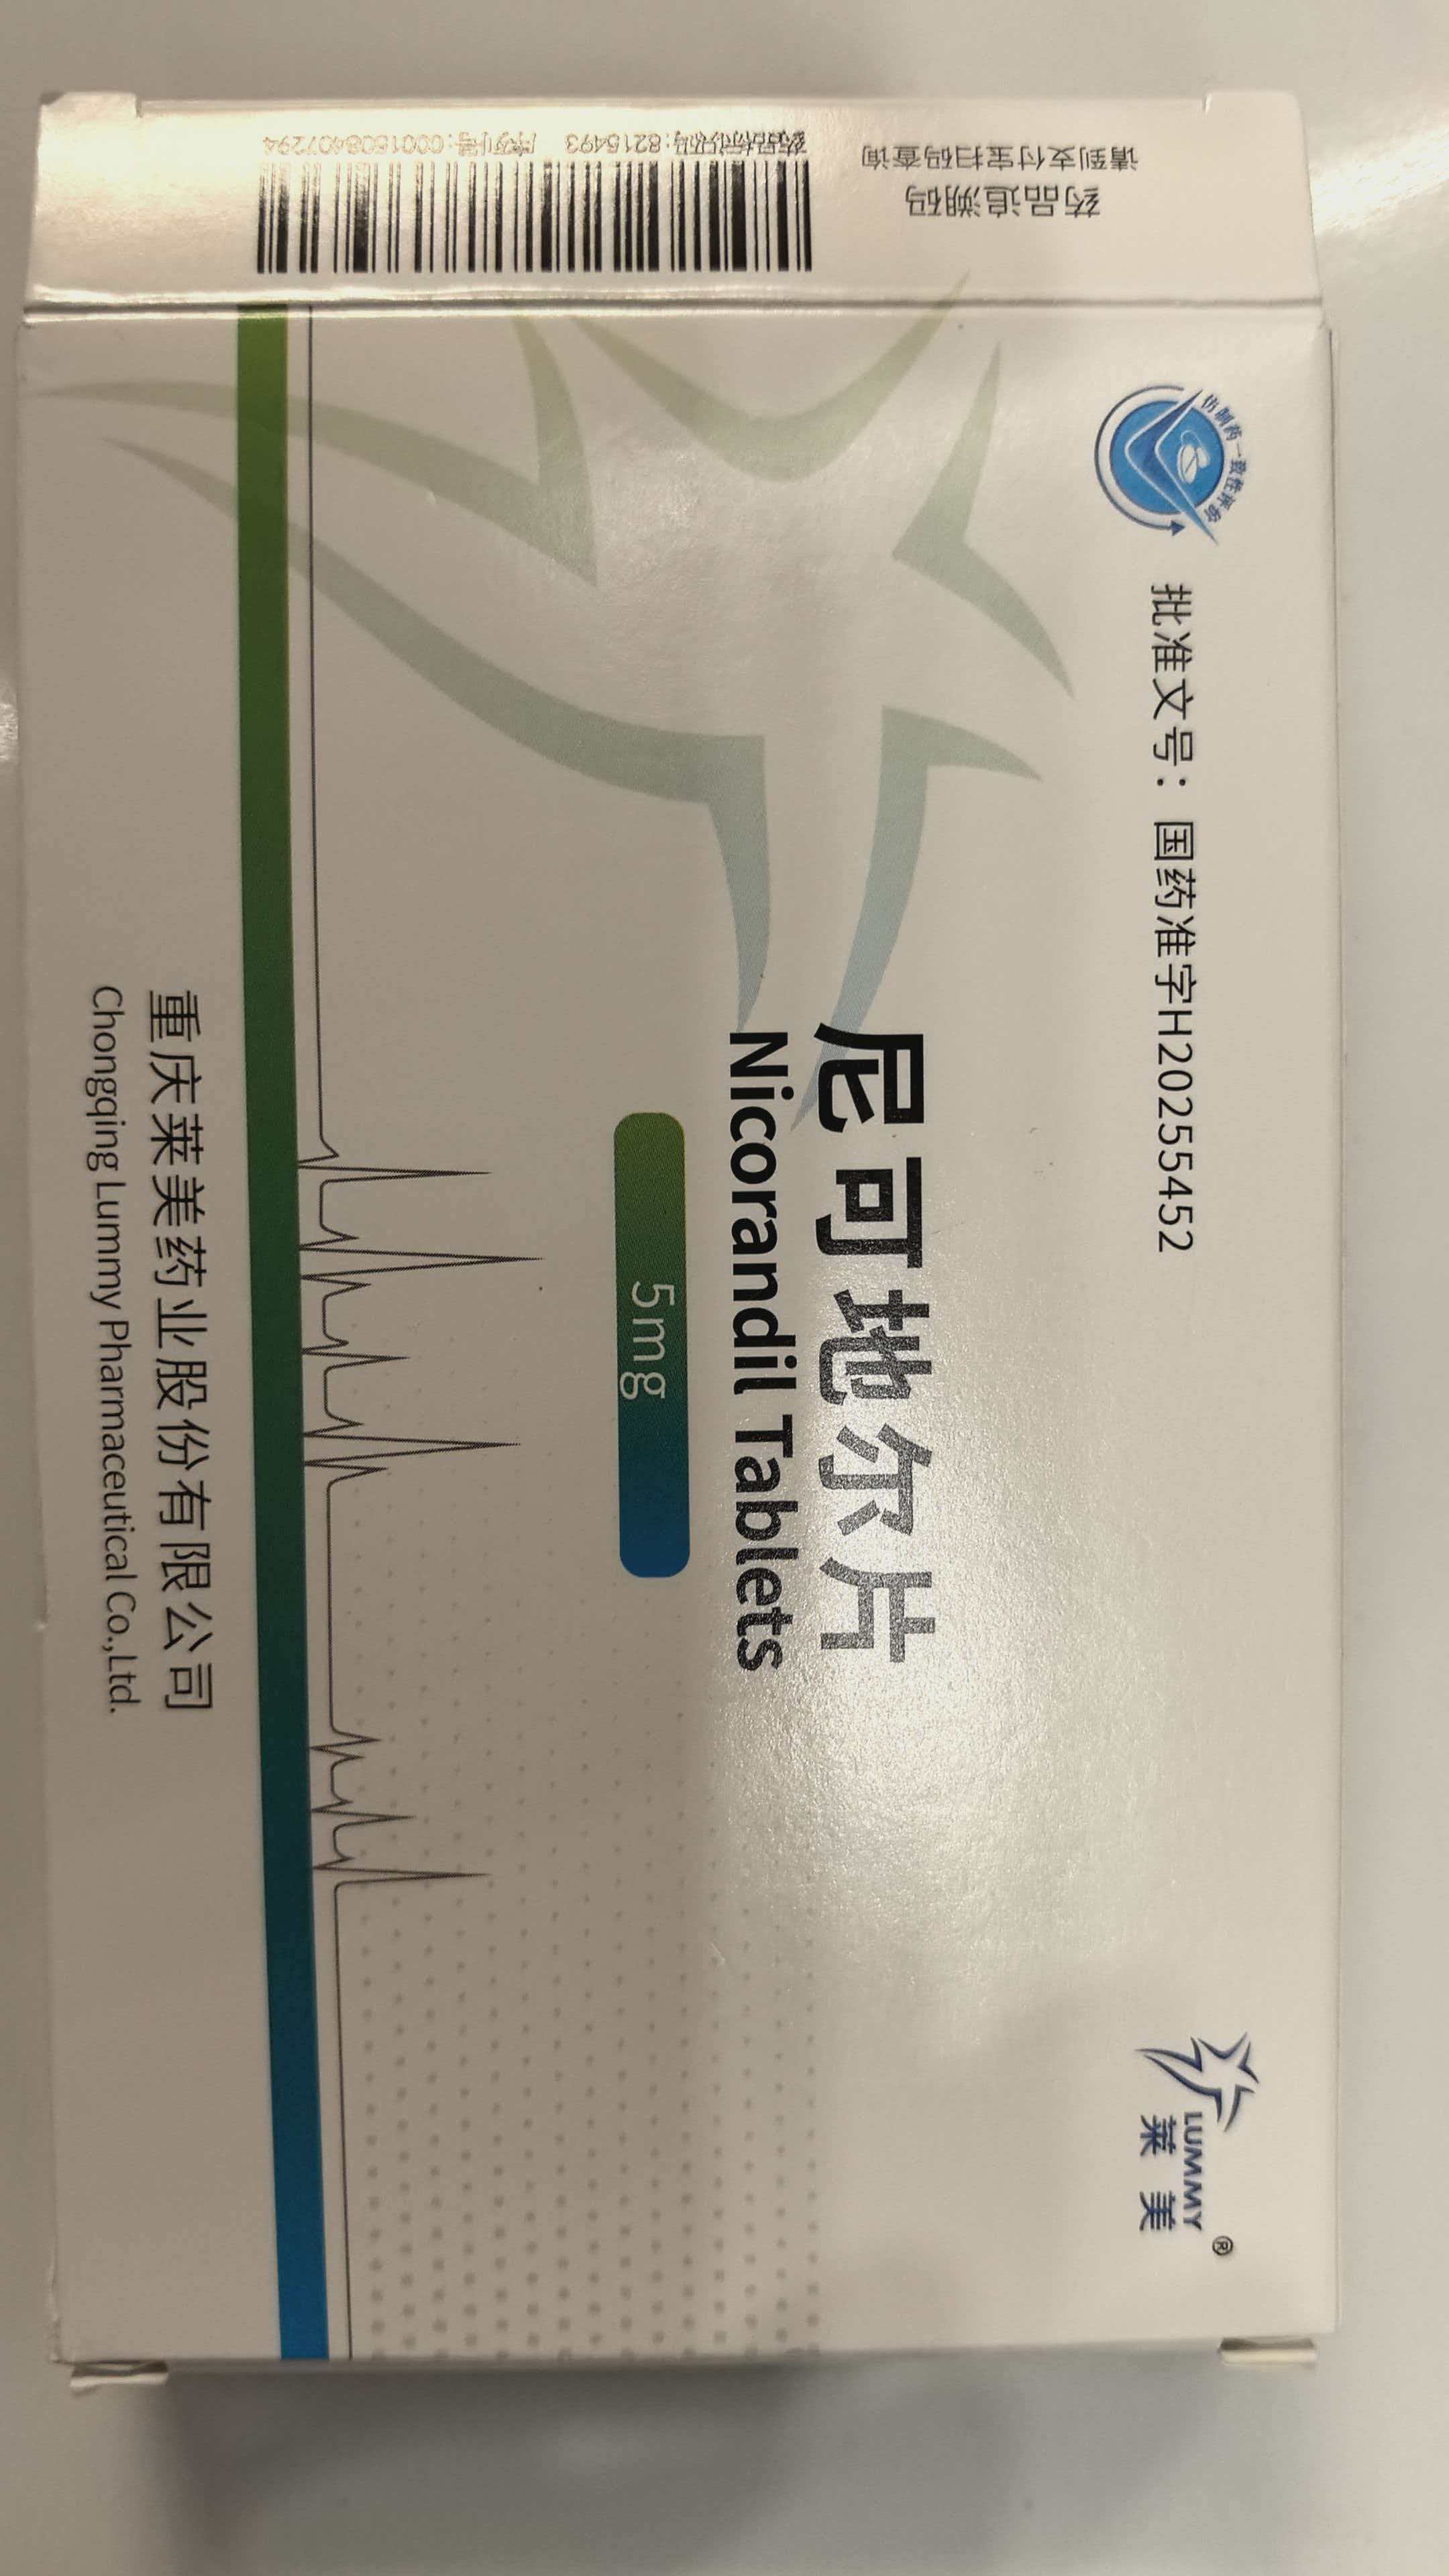 药品追溯码
请到支付宝扫码查询
药品标识码:8215493 序列号:0001508407294
仿制药一致性评价
批准文号：国药准字H20255452
LUMMY
莱美
®
尼可地尔片
Nicorandil Tablets
5mg
重庆莱美药业股份有限公司
Chongqing Lummy Pharmaceutical Co.,Ltd.